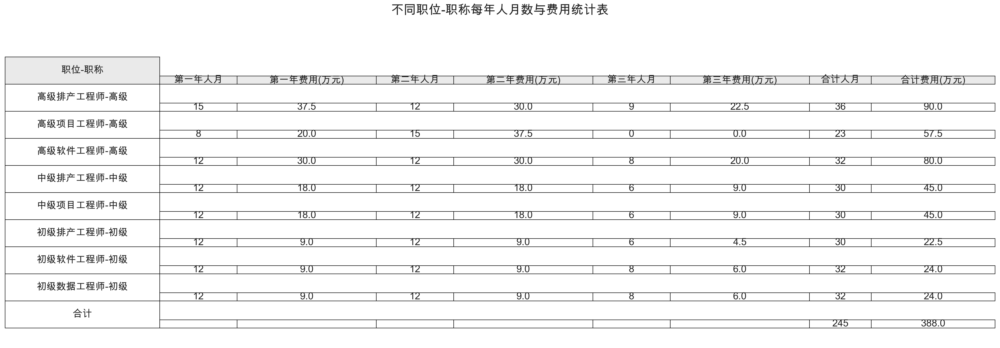 不同职位-职称每年人月数与费用统计表
职位-职称 第一年人月 第一年费用(万元) 第二年人月 第二年费用(万元) 第三年人月 第三年费用(万元) 合计人月 合计费用(万元)
高级排产工程师-高级 15 37.5 12 30.0 9 22.5 36 90.0
高级项目工程师-高级 8 20.0 15 37.5 0 0.0 23 57.5
高级软件工程师-高级 12 30.0 12 30.0 8 20.0 32 80.0
中级排产工程师-中级 12 18.0 12 18.0 6 9.0 30 45.0
中级项目工程师-中级 12 18.0 12 18.0 6 9.0 30 45.0
初级排产工程师-初级 12 9.0 12 9.0 6 4.5 30 22.5
初级软件工程师-初级 12 9.0 12 9.0 8 6.0 32 24.0
初级数据工程师-初级 12 9.0 12 9.0 8 6.0 32 24.0
合计 245 388.0